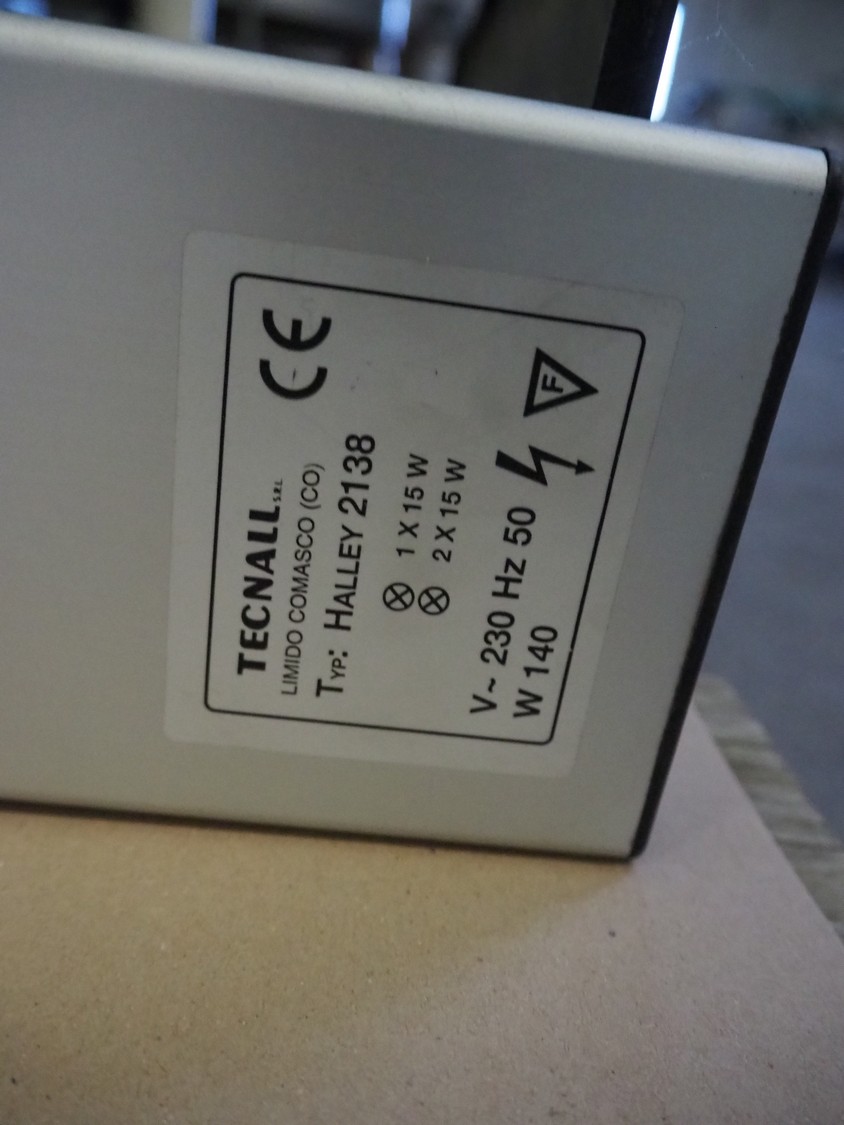 TECNALL S.R.L
LIMIDO COMASCO (CO)
TYP: HALLEY 2138
1 X 15 W
2 X 15 W
V~ 230 Hz 50
W 140
CE
F